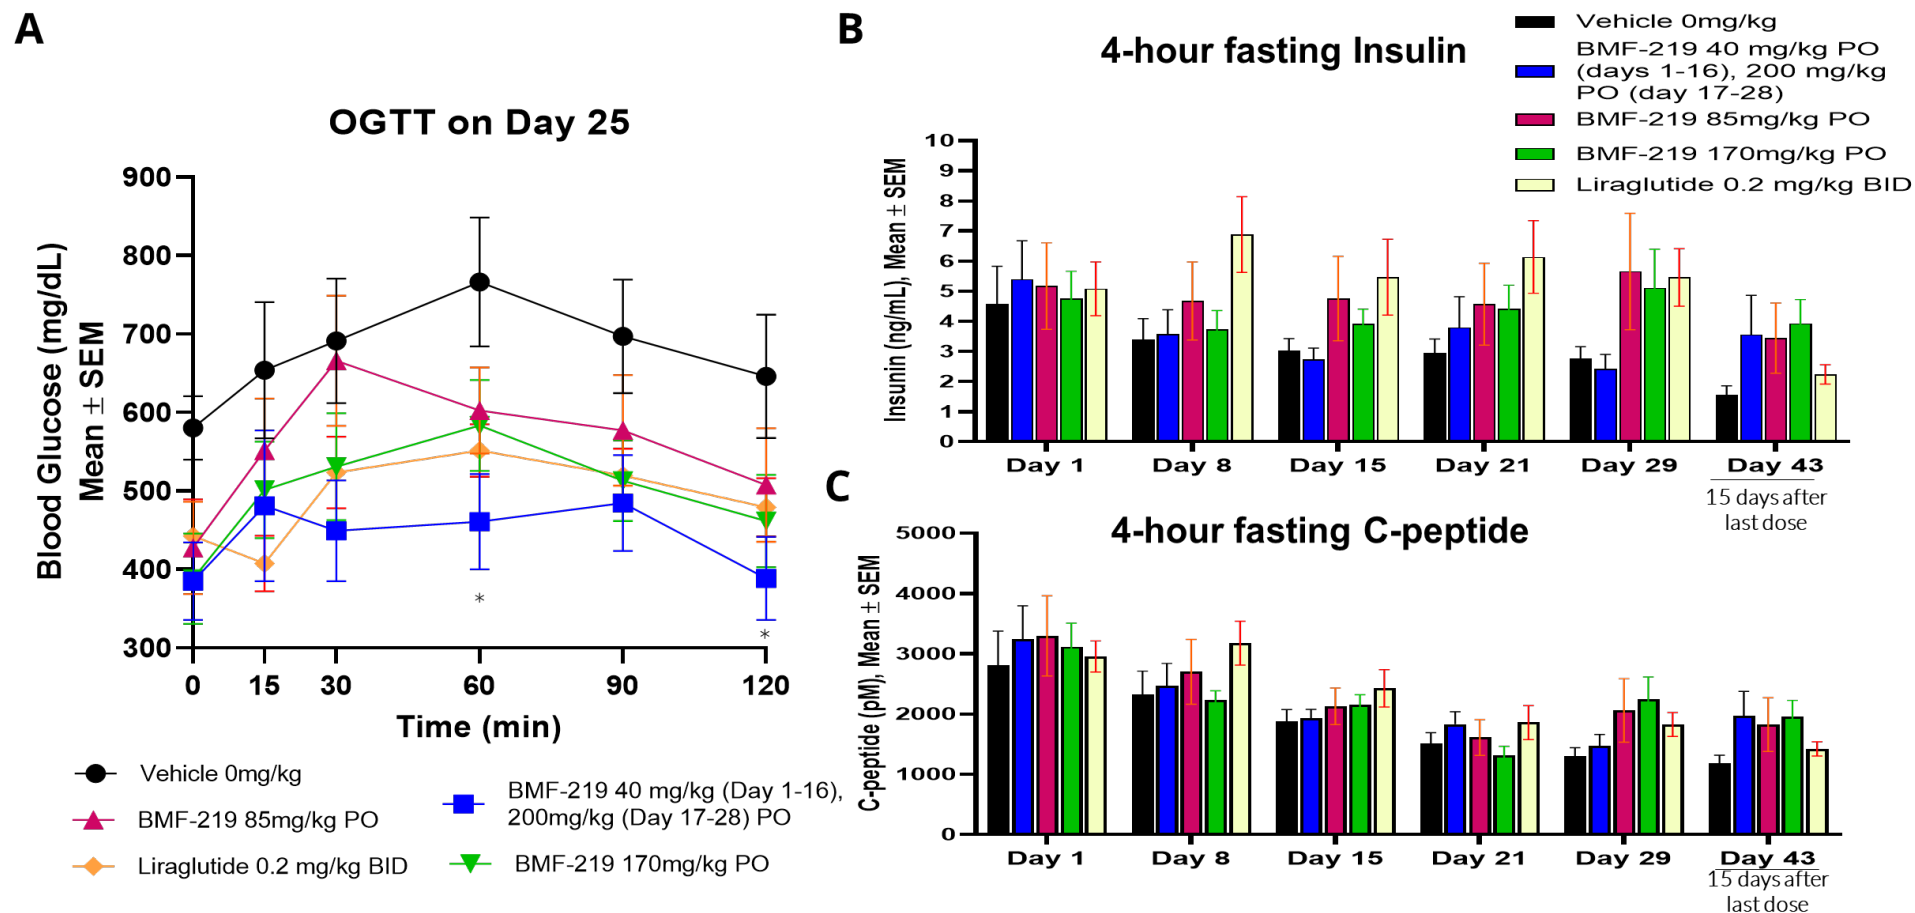 A
OGTT on Day 25
Blood Glucose (mg/dL)
Mean ± SEM
900
800
700
600
500
400
300
0 15 30 60 90 120
*
*
Time (min)
Vehicle 0mg/kg
BMF-219 85mg/kg PO
Liraglutide 0.2 mg/kg BID
BMF-219 40 mg/kg (Day 1-16),
200mg/kg (Day 17-28) PO
BMF-219 170mg/kg PO
B
4-hour fasting Insulin
Vehicle 0mg/kg
BMF-219 40 mg/kg PO
(days 1-16), 200 mg/kg
PO (day 17-28)
BMF-219 85mg/kg PO
BMF-219 170mg/kg PO
Liraglutide 0.2 mg/kg BID
Insunin (ng/mL), Mean ± SEM
10
9
8
7
6
5
4
3
2
1
0
Day 1 Day 8 Day 15 Day 21 Day 29 Day 43
15 days after
last dose
C
4-hour fasting C-peptide
C-peptide (pM), Mean ± SEM
5000
4000
3000
2000
1000
0
Day 1 Day 8 Day 15 Day 21 Day 29 Day 43
15 days after
last dose